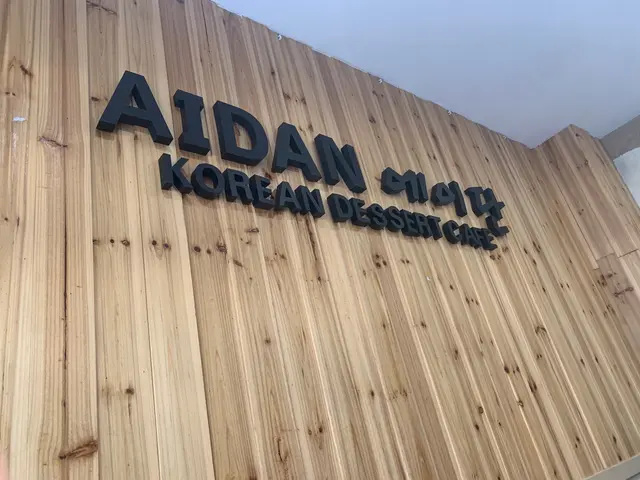 AIDAN 에이단
KOREAN DESSERT CAFE